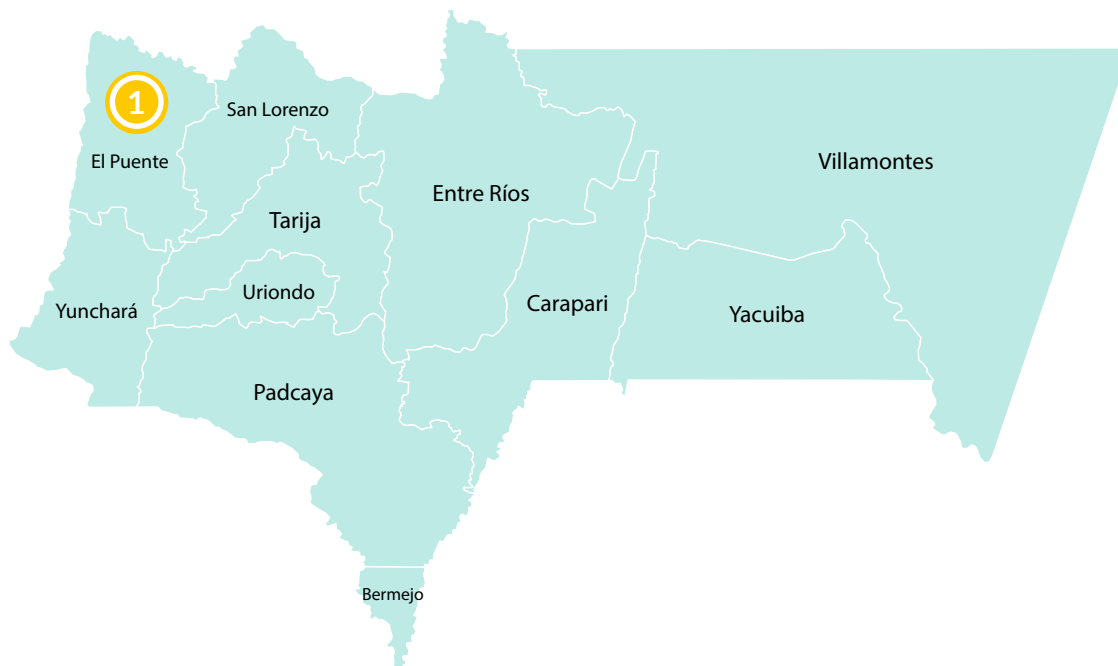 1
San Lorenzo
El Puente
Villamontes
Entre Ríos
Tarija
Uriondo
Yunchará
Carapari
Yacuiba
Padcaya
Bermejo